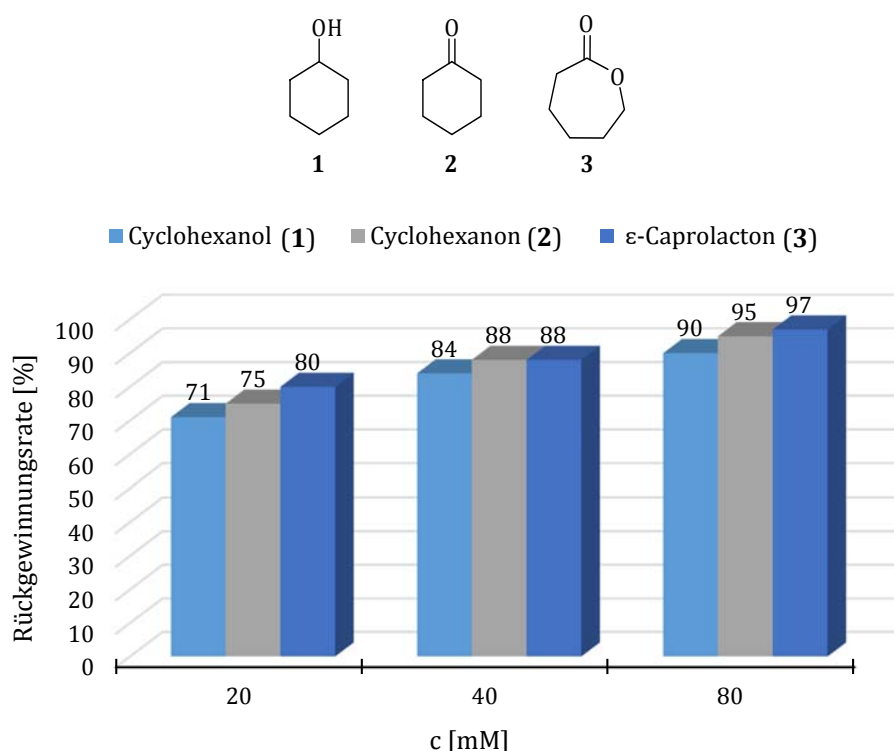 OH
O
O
O
1
2
3
Cyclohexanol (1) Cyclohexanon (2) ε-Caprolacton (3)
Rückgewinnungsrate [%]
100
90
80
70
60
50
40
30
20
10
0
71 75 80
84 88 88
90 95 97
20 40 80
c [mM]